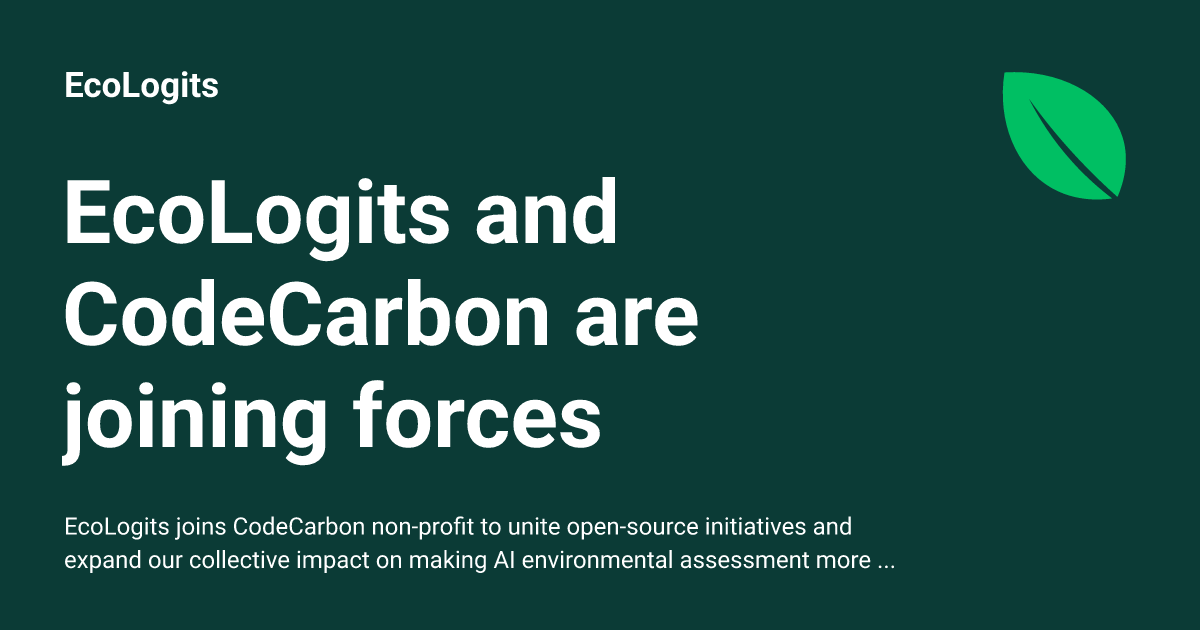 EcoLogits
EcoLogits and
CodeCarbon are
joining forces
EcoLogits joins CodeCarbon non-profit to unite open-source initiatives and
expand our collective impact on making AI environmental assessment more ...